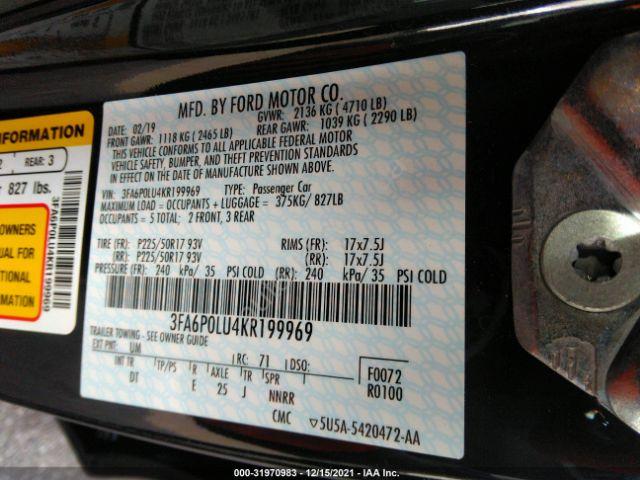 INFORMATION
2 REAR: 3
827 lbs.
OWNERS
UAL FOR
TIONAL
ORMATION
3FA6P0LU4KR199969
MFD. BY FORD MOTOR CO.
DATE: 02/19 GVWR: 2136 KG ( 4710 LB)
FRONT GAWR: 1118 KG ( 2465 LB) REAR GAWR: 1039 KG ( 2290 LB)
THIS VEHICLE CONFORMS TO ALL APPLICABLE FEDERAL MOTOR
VEHICLE SAFETY, BUMPER, AND THEFT PREVENTION STANDARDS
IN EFFECT ON THE DATE OF MANUFACTURE SHOWN ABOVE.
VIN: 3FA6P0LU4KR199969 TYPE: Passenger Car
MAXIMUM LOAD = OCCUPANTS + LUGGAGE = 375KG/ 827LB
OCCUPANTS = 5 TOTAL: 2 FRONT, 3 REAR
TIRE (FR): P225/50R17 93V RIMS (FR): 17x7.5J
(RR): P225/50R17 93V (RR): 17x7.5J
PRESSURE (FR): 240 kPa/ 35 PSI COLD (RR): 240 kPa/ 35 PSI COLD
3FA6P0LU4KR199969
TRAILER TOWING - SEE OWNER GUIDE
EXT PNT: UM RC: 71 DSO: F0072
INT TR TP/PS R AXLE TR SPR R0100
DT E 25 J NNRR
CMC 5U5A-5420472-AA
000-31970983 - 12/15/2021 - IAA Inc.